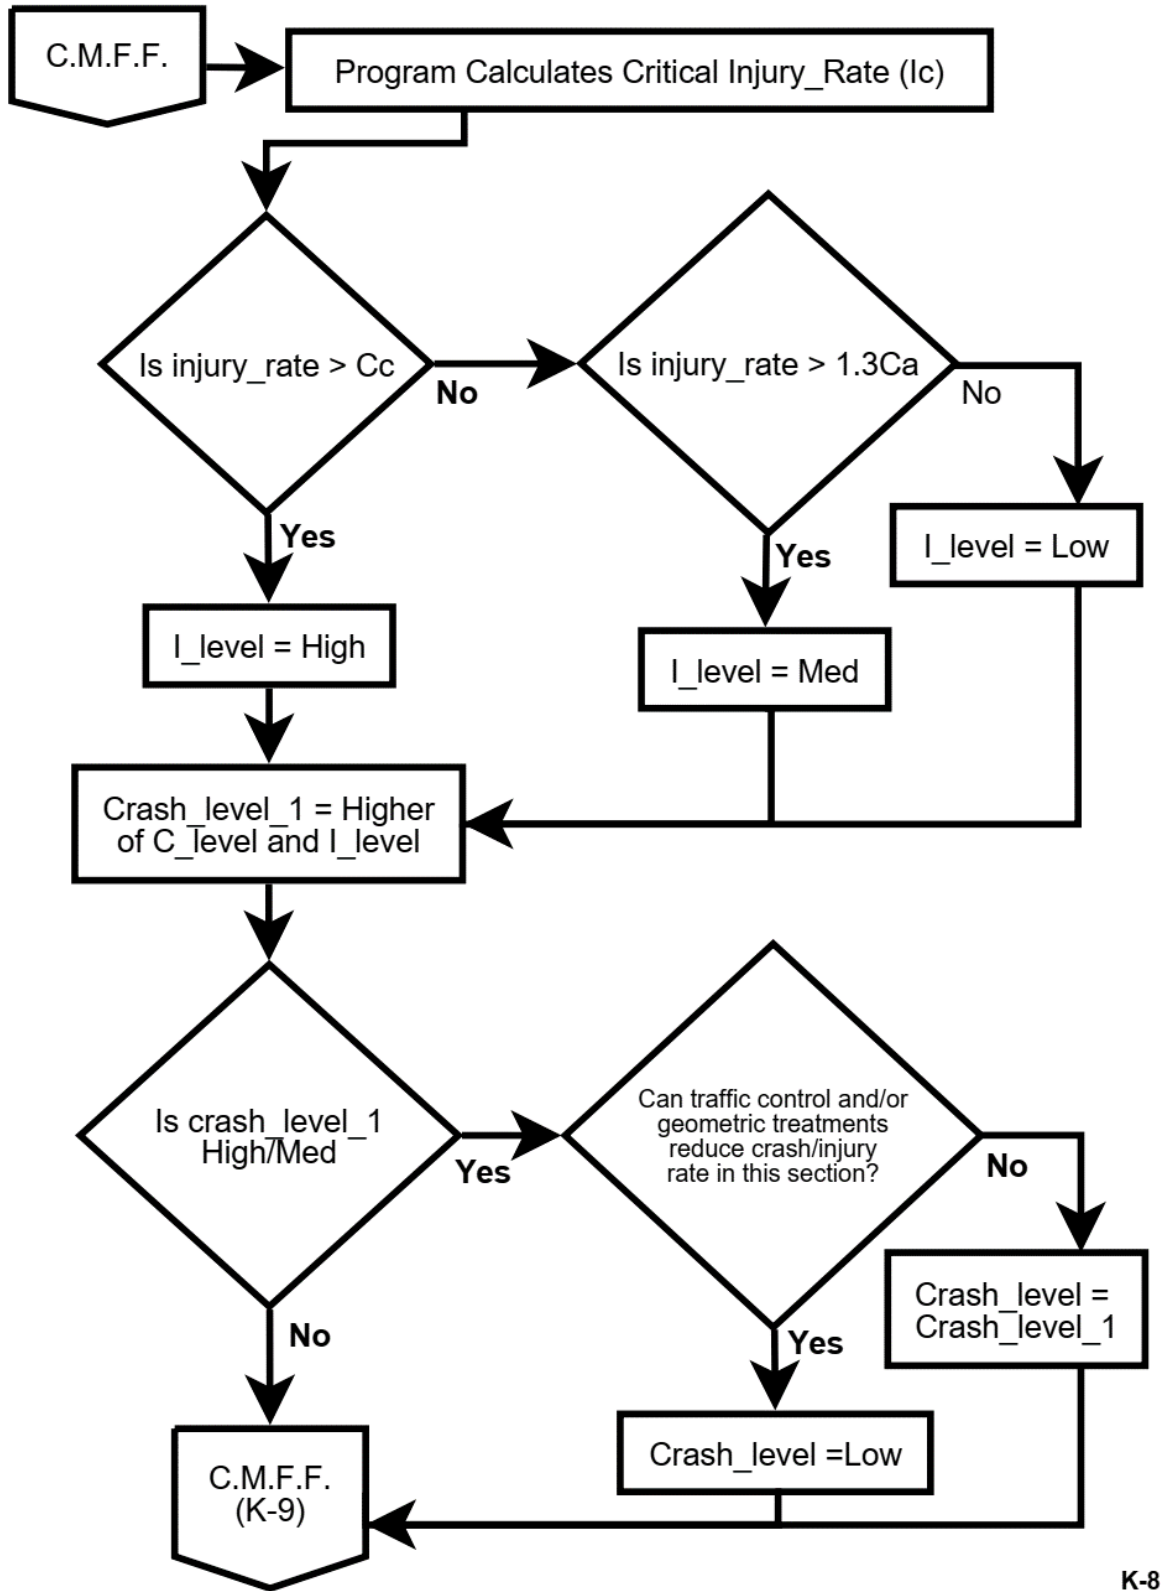 C.M.F.F.
Program Calculates Critical Injury_Rate (Ic)
Is injury_rate > Cc
No
Is injury_rate > 1.3Ca
No
Yes
Yes
I_level = Low
I_level = High
I_level = Med
Crash_level_1 = Higher
of C_level and I_level
Is crash_level_1
High/Med
Yes
Can traffic control and/or
geometric treatments
reduce crash/injury
rate in this section?
No
Crash_level =
Crash_level_1
No
Yes
Crash_level =Low
C.M.F.F.
(K-9)
K-8